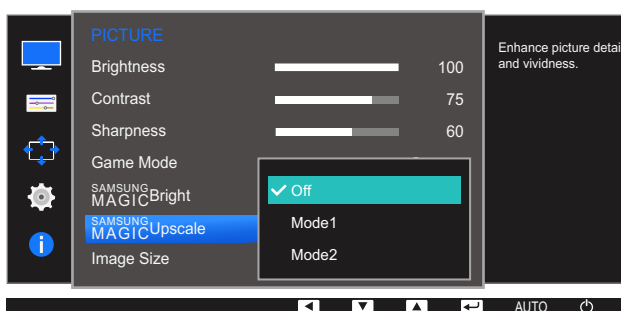 PICTURE
Brightness 100
Contrast 75
Sharpness 60
Game Mode
SAMSUNG
MAGIC Bright
SAMSUNG
MAGIC Upscale
Image Size
Off
Mode1
Mode2
Enhance picture detai
and vividness.
AUTO